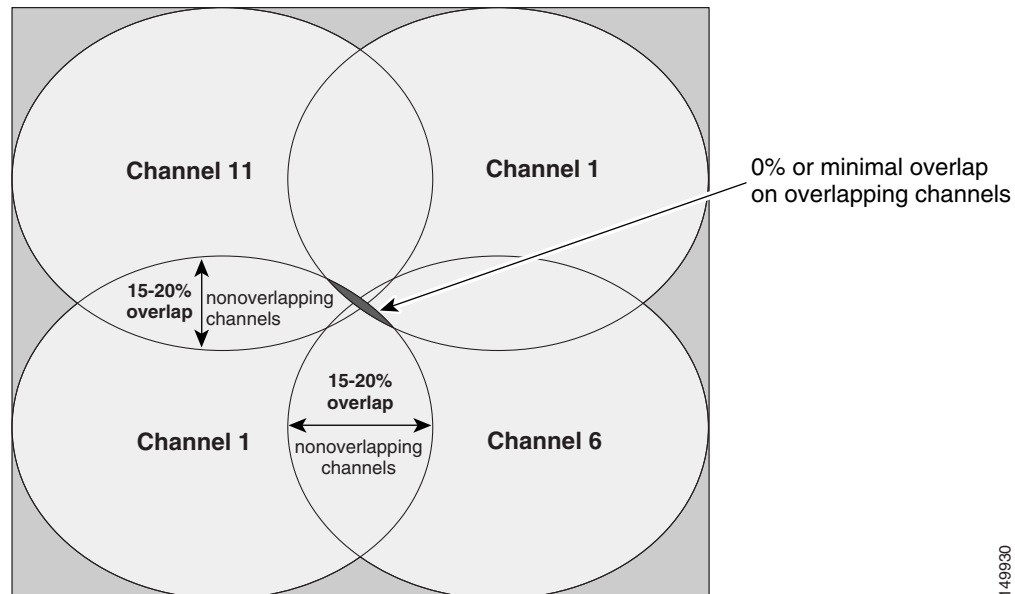 Channel 11
Channel 1
0% or minimal overlap
on overlapping channels
15-20%
overlap
nonoverlapping
channels
15-20%
overlap
nonoverlapping
channels
Channel 1
Channel 6
149930